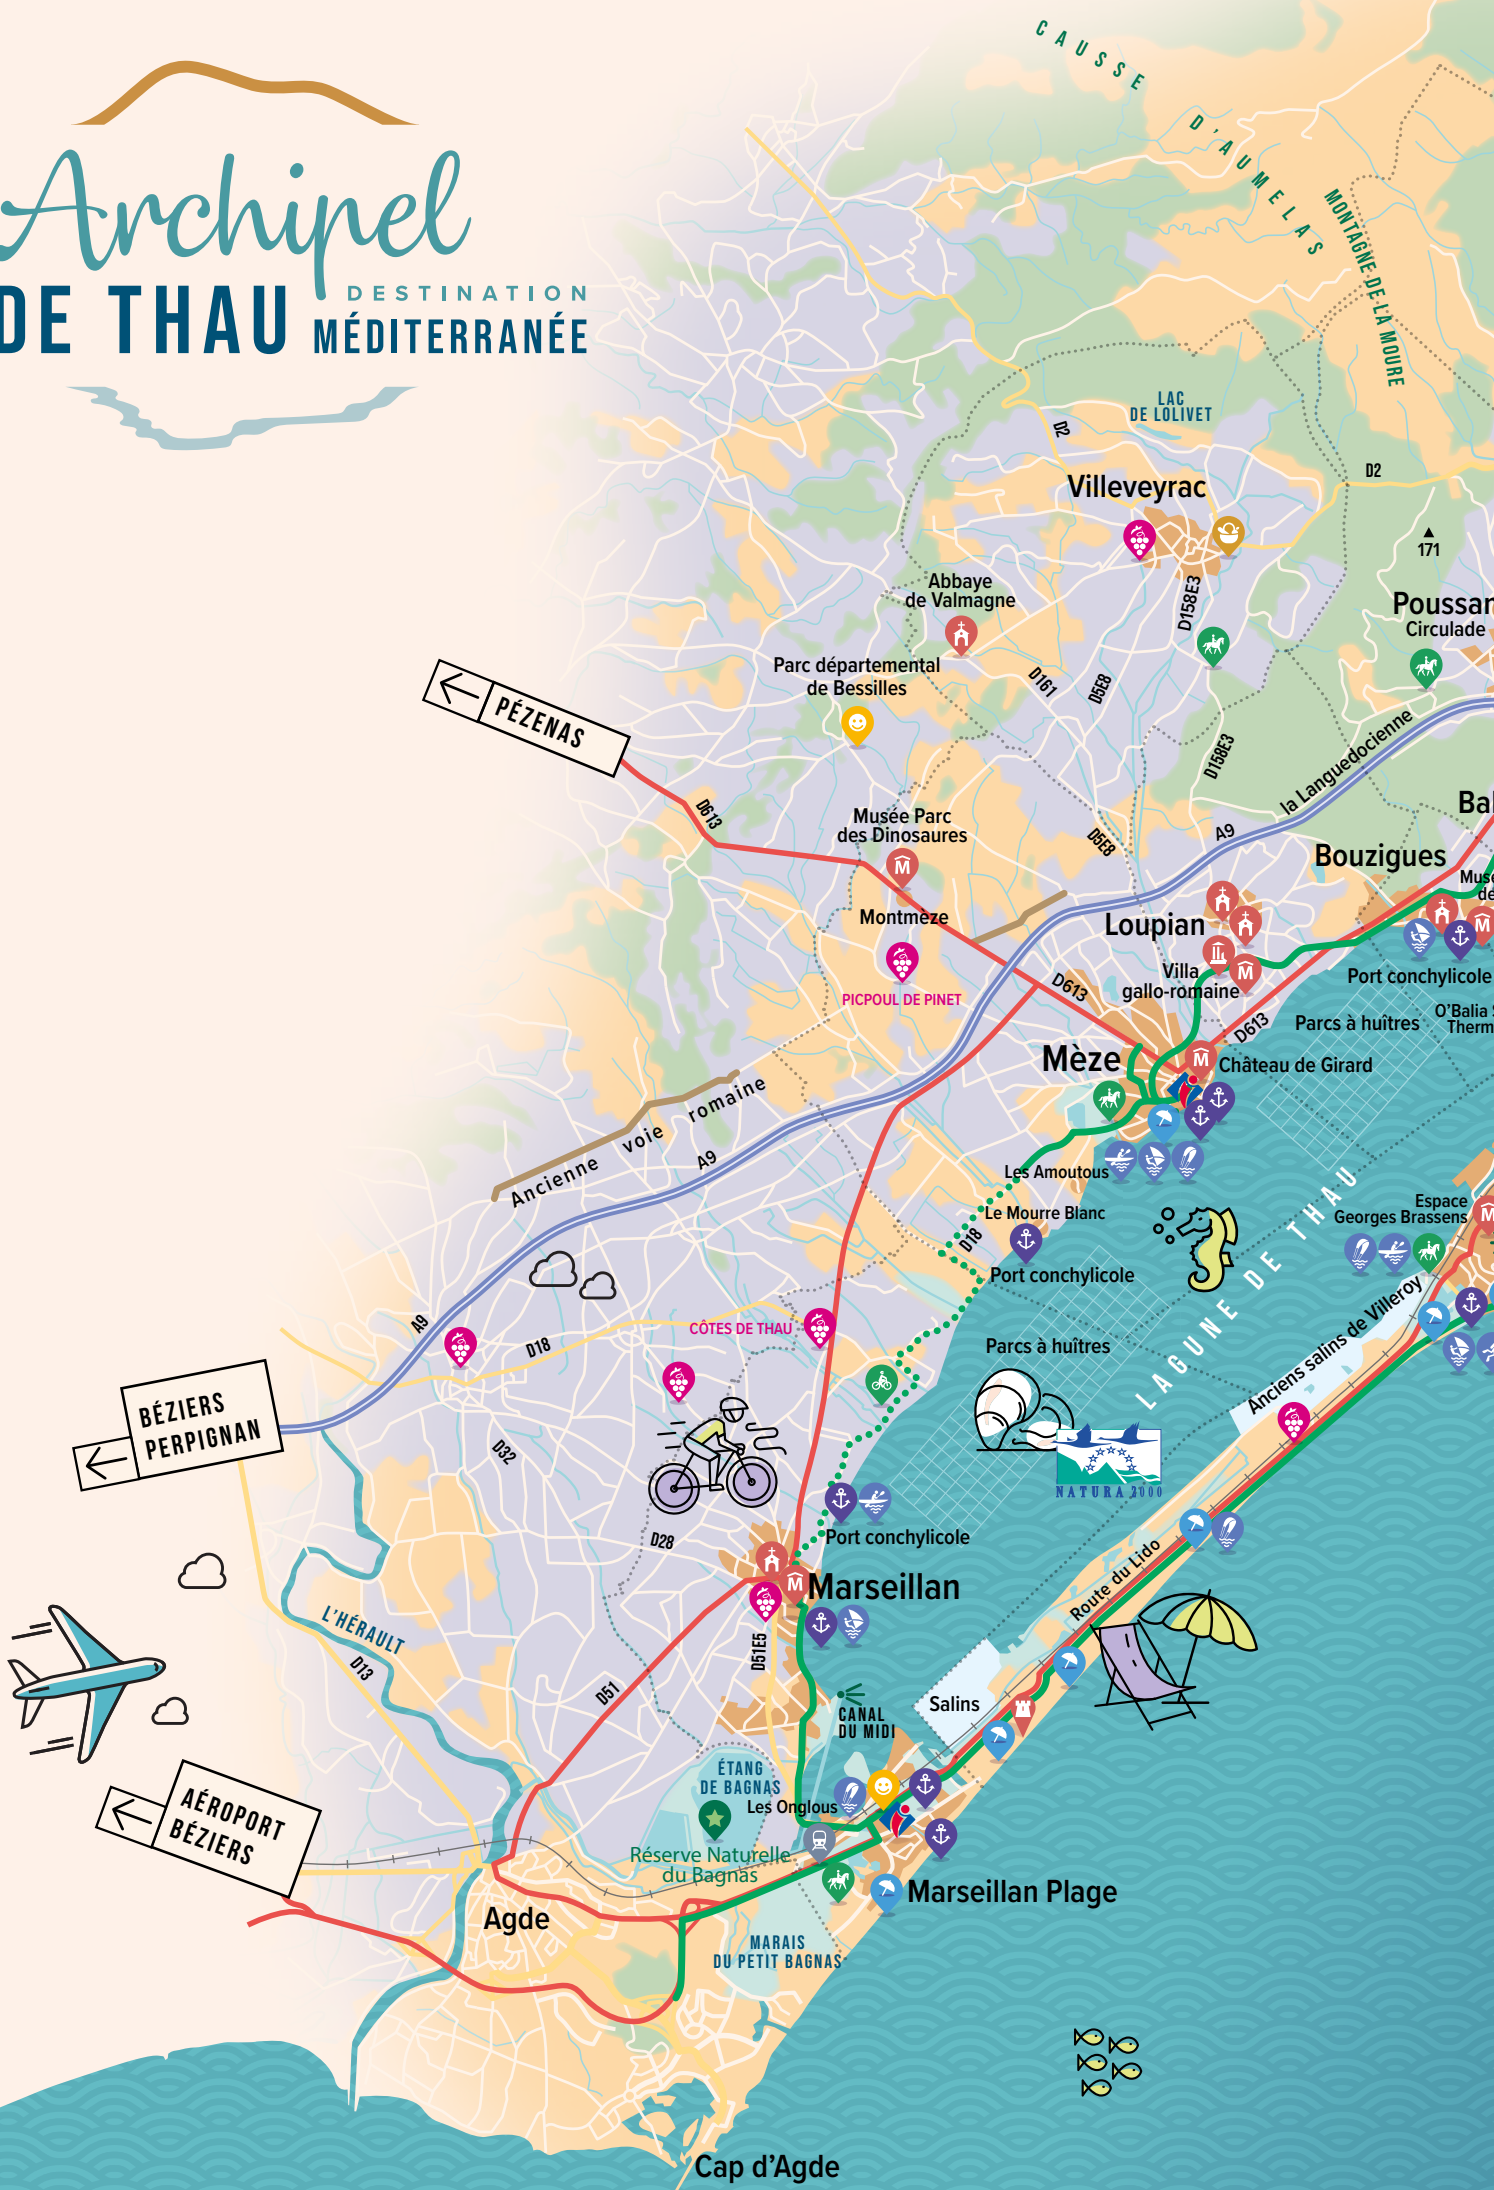 Archipel
DE THAU
DESTINATION
MÉDITERRANÉE
CAUSSE
D'AUMELAS
MONTAGNE DE LA MOURE
LAC
DE LOLIVET
D2
D2
Villeveyrac
171
Abbaye
de Valmagne
D158E3
Circulade
Parc départemental
de Bessilles
D161
D5E8
PÉZENAS
D158E3
la Languedocienne
D613
Musée Parc
des Dinosaures
D5E8
A9
Bouzigues
Montmèze
Loupian
Villa
gallo-romaine
Port conchylicole
PICPOUL DE PINET
D613
D613
Parcs à huîtres
O'Balia
Mèze
Château de Girard
Ancienne voie romaine
A9
Les Amoutous
Le Mourre Blanc
D18
Port conchylicole
Espace
Georges Brassens
LAGUNE DE THAU
CÔTES DE THAU
A9
D18
Parcs à huîtres
Anciens salins de Villeroy
BÉZIERS
PERPIGNAN
D32
NATURA 2000
D28
Port conchylicole
Marseillan
Route du Lido
L'HÉRAULT
D13
D51E5
D51
Salins
CANAL
DU MIDI
ÉTANG
DE BAGNAS
Les Onglous
AÉROPORT
BÉZIERS
Réserve Naturelle
du Bagnas
Marseillan Plage
Agde
MARAIS
DU PETIT BAGNAS
Cap d'Agde